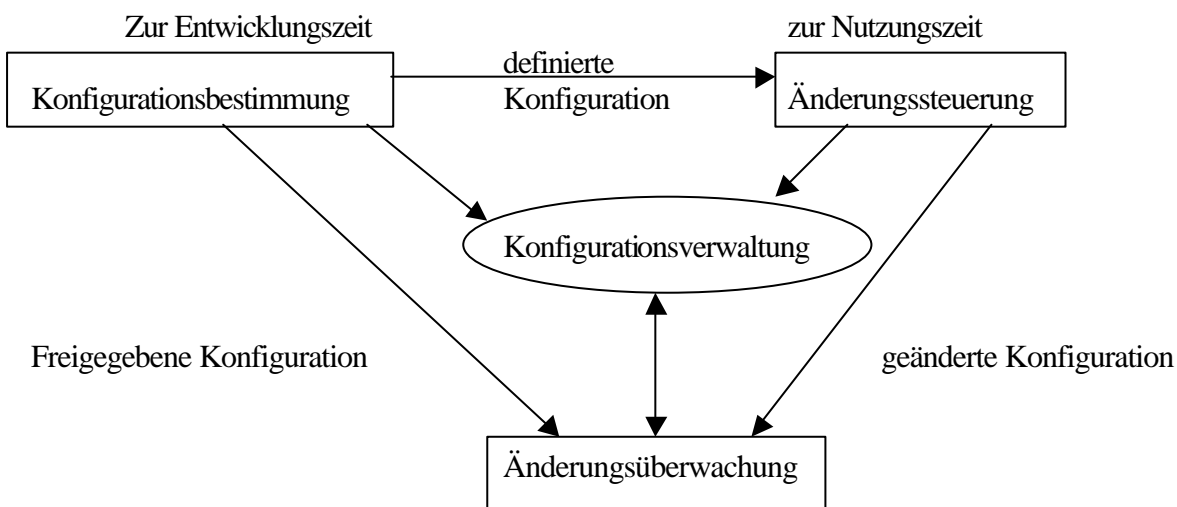 Zur Entwicklungszeit
zur Nutzungszeit
Konfigurationsbestimmung
definierte
Konfiguration
Änderungssteuerung
Konfigurationsverwaltung
Freigegebene Konfiguration
geänderte Konfiguration
Änderungsüberwachung